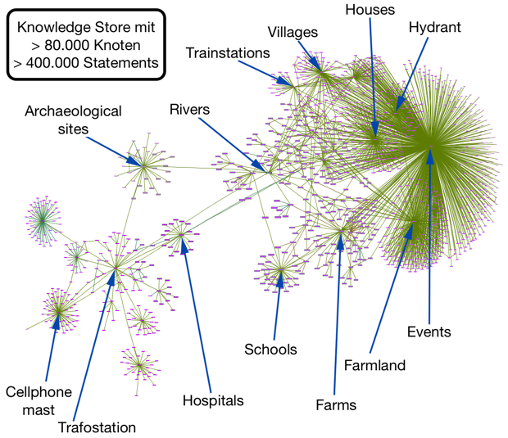 Knowledge Store mit
> 80.000 Knoten
> 400.000 Statements
Houses
Villages
Hydrant
Trainstations
Archaeological
sites
Rivers
Events
Schools
Farmland
Cellphone
mast
Hospitals
Farms
Trafostation